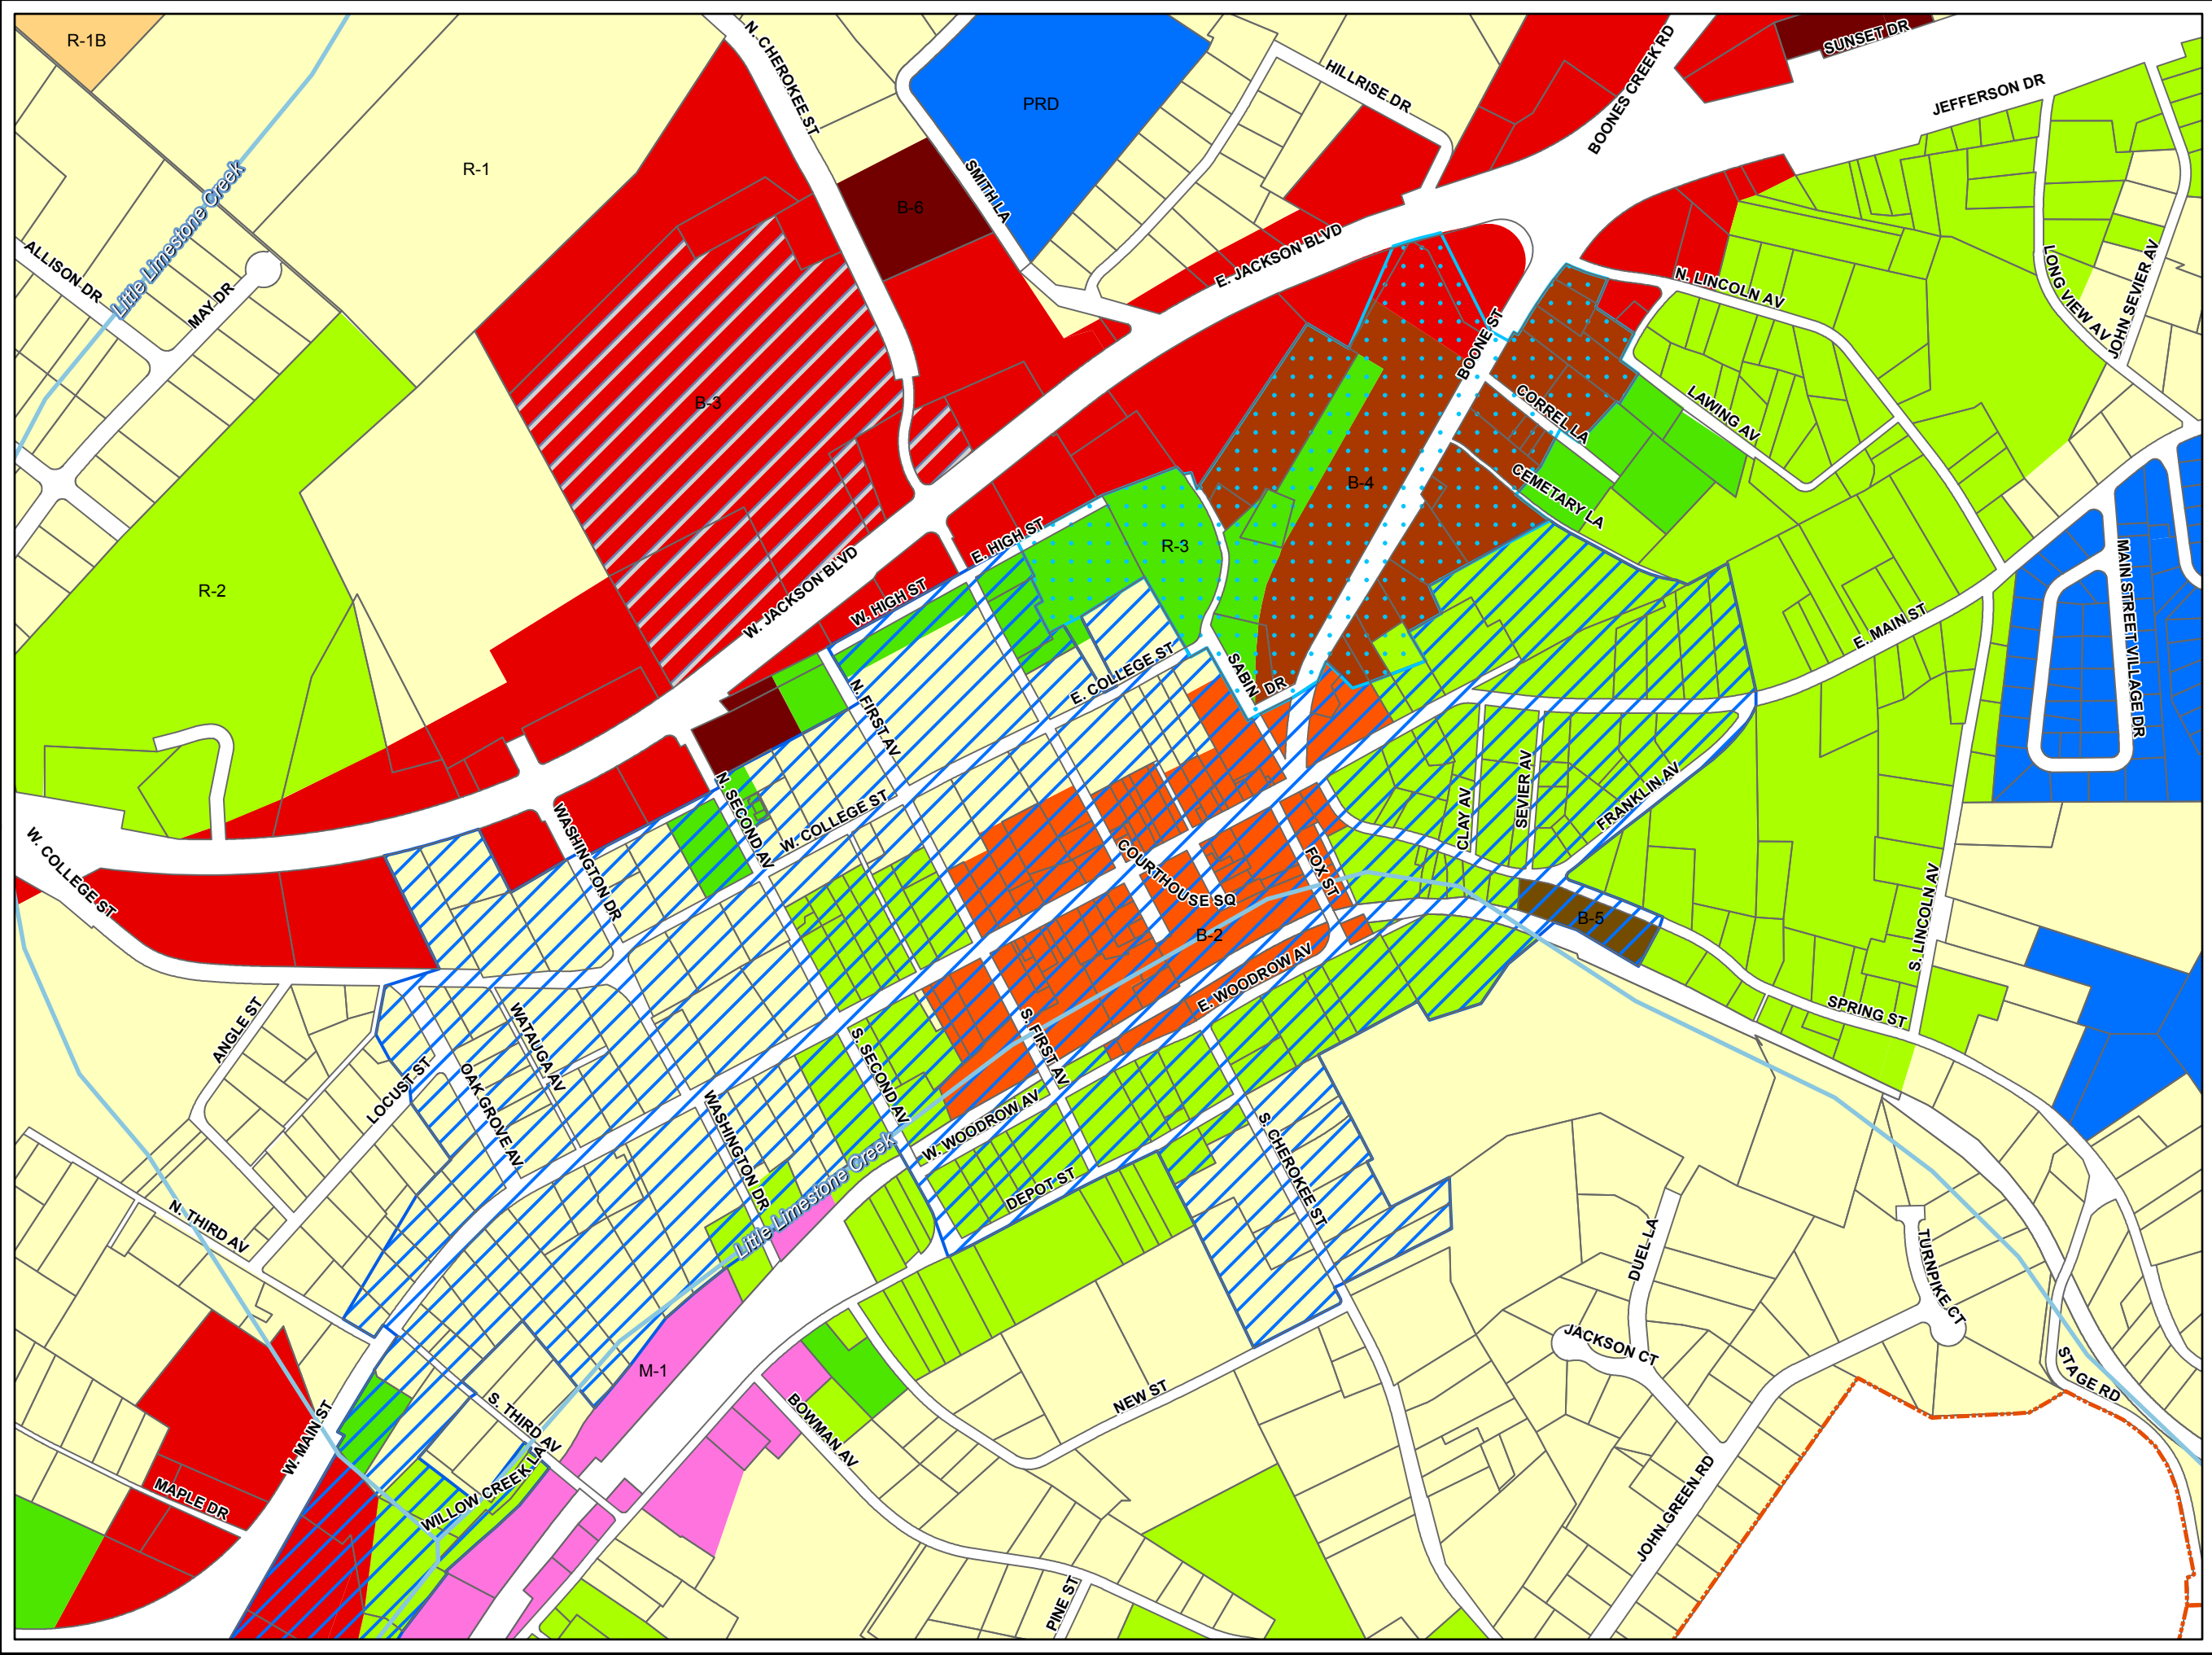 R-1B
N. CHEROKEE ST
SUNSET DR
BOONES CREEK RD
HILLRISE DR
JEFFERSON DR
PRD
R-1
SMITH LA
B-6
Little Limestone Creek
ALLISON DR
MAY DR
E. JACKSON BLVD
N. LINCOLN AV
LONG VIEW AV
JOHN SEVIER AV
BOONE ST
B-3
CORREL LA
LAWING AV
B-4
CEMETARY LA
E. HIGH ST
R-3
R-2
W. JACKSON BLVD
W. HIGH ST
MAIN STREET VILLAGE DR
E. MAIN ST
E. COLLEGE ST
SABIN DR
N. FIRST AV
N. SECOND AV
W. COLLEGE ST
CLAY AV
SEVIER AV
FRANKLIN AV
W. COLLEGE ST
WASHINGTON DR
COURTHOUSE SQ
FOX ST
B-5
S. LINCOLN AV
B-2
E. WOODROW AV
SPRING ST
ANGLE ST
WATAUGA AV
S. FIRST AV
S. SECOND AV
LOCUST ST
OAK GROVE AV
WASHINGTON DR
W. WOODROW AV
S. CHEROKEE ST
Little Limestone Creek
DEPOT ST
N. THIRD AV
DUEL LA
TURNPIKE CT
JACKSON CT
M-1
STAGE RD
NEW ST
S. THIRD AV
BOWMAN AV
W. MAIN ST
WILLOW CREEK LA
MAPLE DR
JOHN GREEN RD
PINE ST